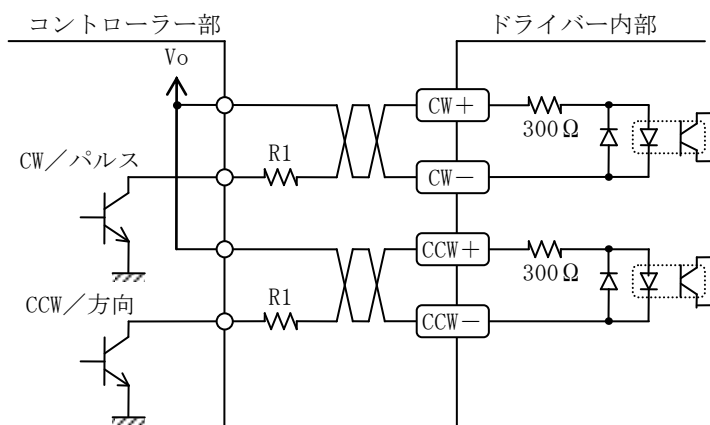 コントローラー部
ドライバー内部
Vo
CW+
300Ω
CW/パルス
R1
CW-
CCW+
300Ω
CCW/方向
R1
CCW-